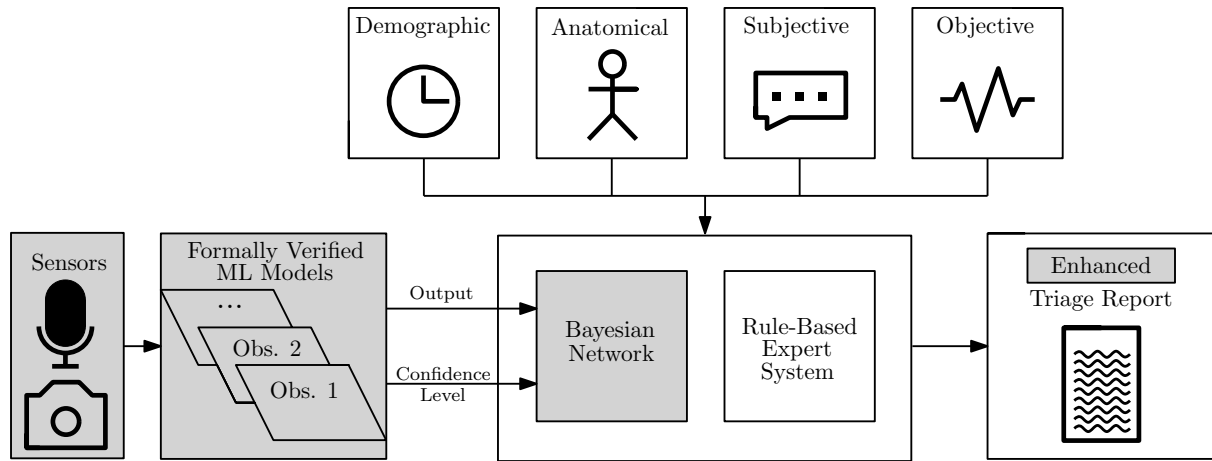 Demographic
Anatomical
Subjective
Objective
Sensors
Formally Verified
ML Models
...
Obs. 2
Obs. 1
Output
Confidence
Level
Bayesian
Network
Rule-Based
Expert
System
Enhanced
Triage Report